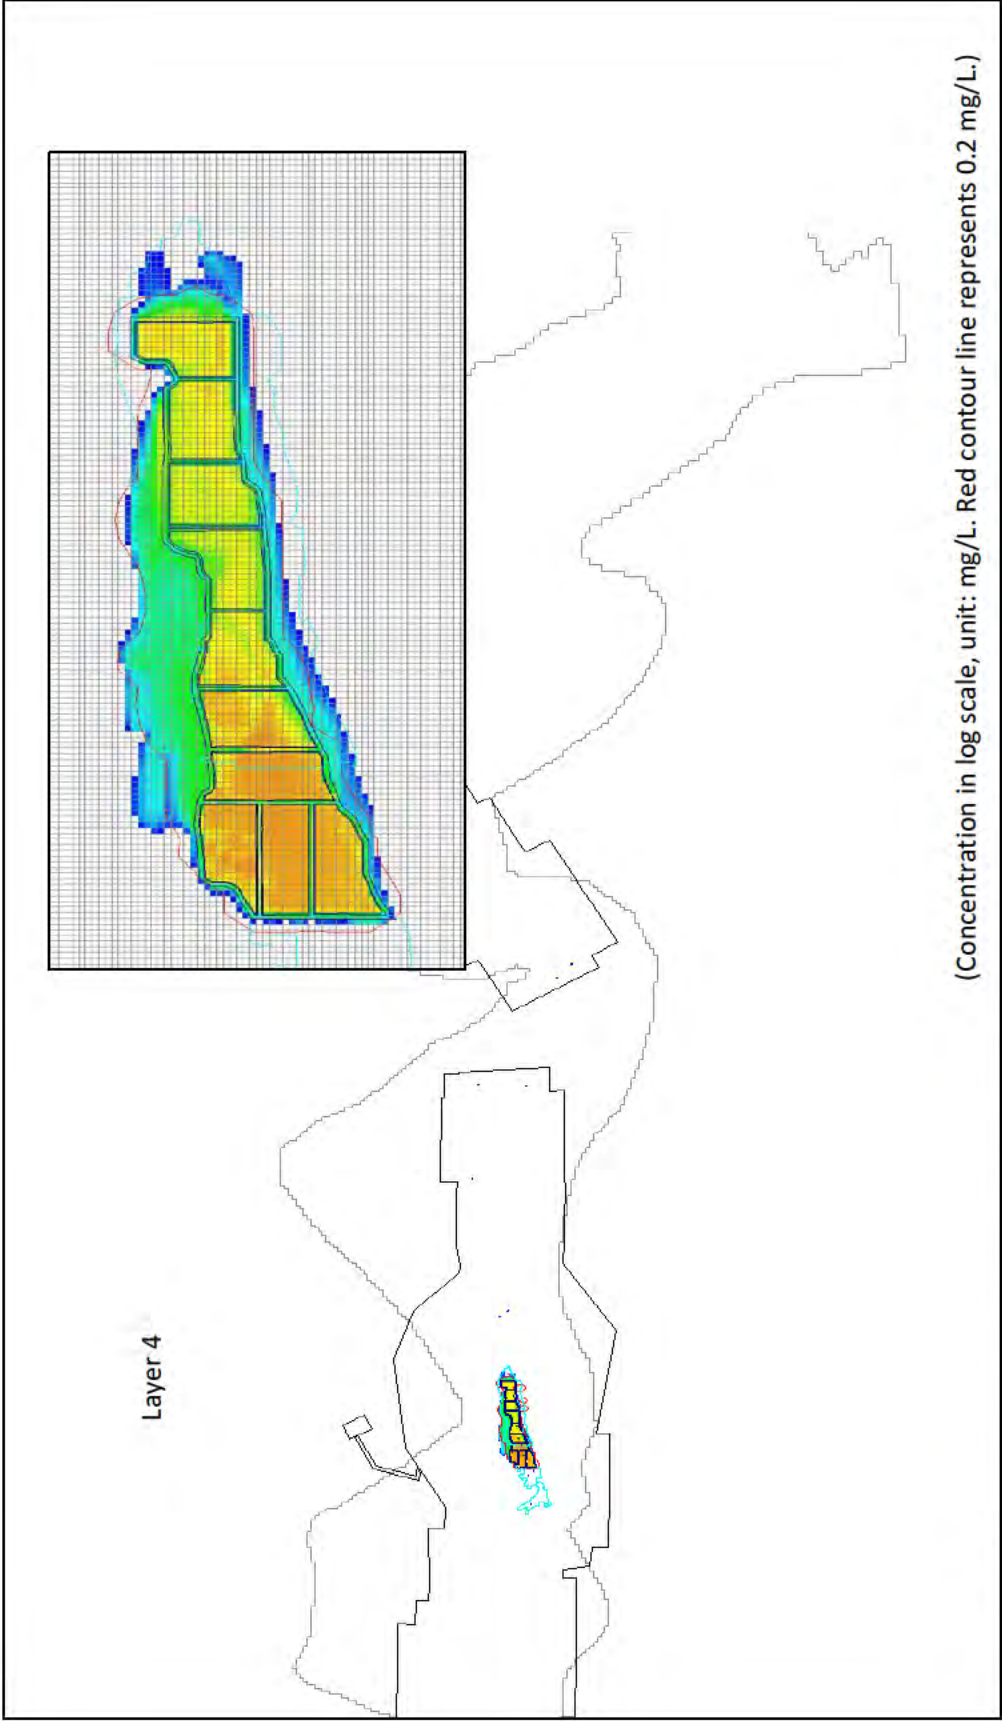 Layer 4
(Concentration in log scale, unit: mg/L. Red contour line represents 0.2 mg/L.)